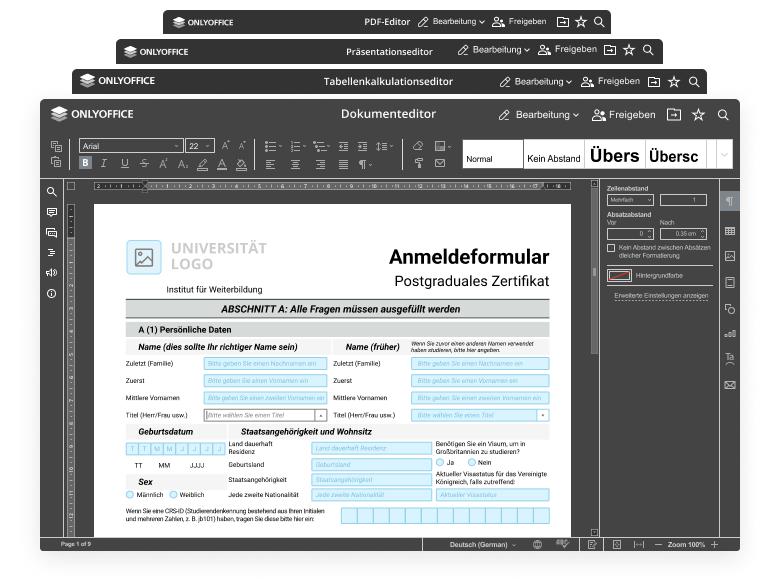 ONLYOFFICE PDF-Editor Bearbeitung Freigeben
ONLYOFFICE Präsentationseditor Bearbeitung Freigeben
ONLYOFFICE Tabellenkalkulationseditor Bearbeitung Freigeben
ONLYOFFICE Dokumenteditor Bearbeitung Freigeben
Arial 22
Normal Kein Abstand Übers Übersc
UNIVERSITÄT
LOGO
Anmeldeformular
Postgraduales Zertifikat
Institut für Weiterbildung
ABSCHNITT A: Alle Fragen müssen ausgefüllt werden
A (1) Persönliche Daten
Name (dies sollte Ihr richtiger Name sein) Name (früher) Wenn Sie zuvor einen anderen Namen verwendet
haben studieren, bitte hier angeben.
Zuletzt (Familie) Bitte geben Sie einen Nachnamen ein Zuletzt (Familie) Bitte geben Sie einen Nachnamen ein
Zuerst Bitte geben Sie einen Vornamen ein Zuerst Bitte geben Sie einen Vornamen ein
Mittlere Vornamen Bitte geben Sie einen zweiten Vornamen ein Mittlere Vornamen Bitte geben Sie einen zweiten Vornamen ein
Titel (Herr/Frau usw.) Bitte wählen Sie einen Titel Titel (Herr/Frau usw.) Bitte wählen Sie einen Titel
Geburtsdatum Staatsangehörigkeit und Wohnsitz
T T M M J J J J
TT MM JJJJ
Sex
Männlich Weiblich
Land dauerhaft
Residenz Land dauerhaft Residenz
Geburtsland Geburtsland
Staatsangehörigkeit Staatsangehörigkeit
Jede zweite Nationalität Jede zweite Nationalität
Benötigen Sie ein Visum, um in
Großbritannien zu studieren?
Ja Nein
Aktueller Visastatus für das Vereinigte
Königreich, falls zutreffend:
Aktueller Visastatus
Wenn Sie eine CRS-ID (Studierendenkennung bestehend aus Ihren Initialen
und mehreren Zahlen, z. B. jb101) haben, tragen Sie diese bitte hier ein:
Zeilenabstand
Mehrfach 1
Absatzabstand
Vor Nach
0 0.35 cm
Kein Abstand zwischen Absätzen
gleicher Formatierung
Hintergrundfarbe
Erweiterte Einstellungen anzeigen
Page 1 of 9 Deutsch (German) Zoom 100%